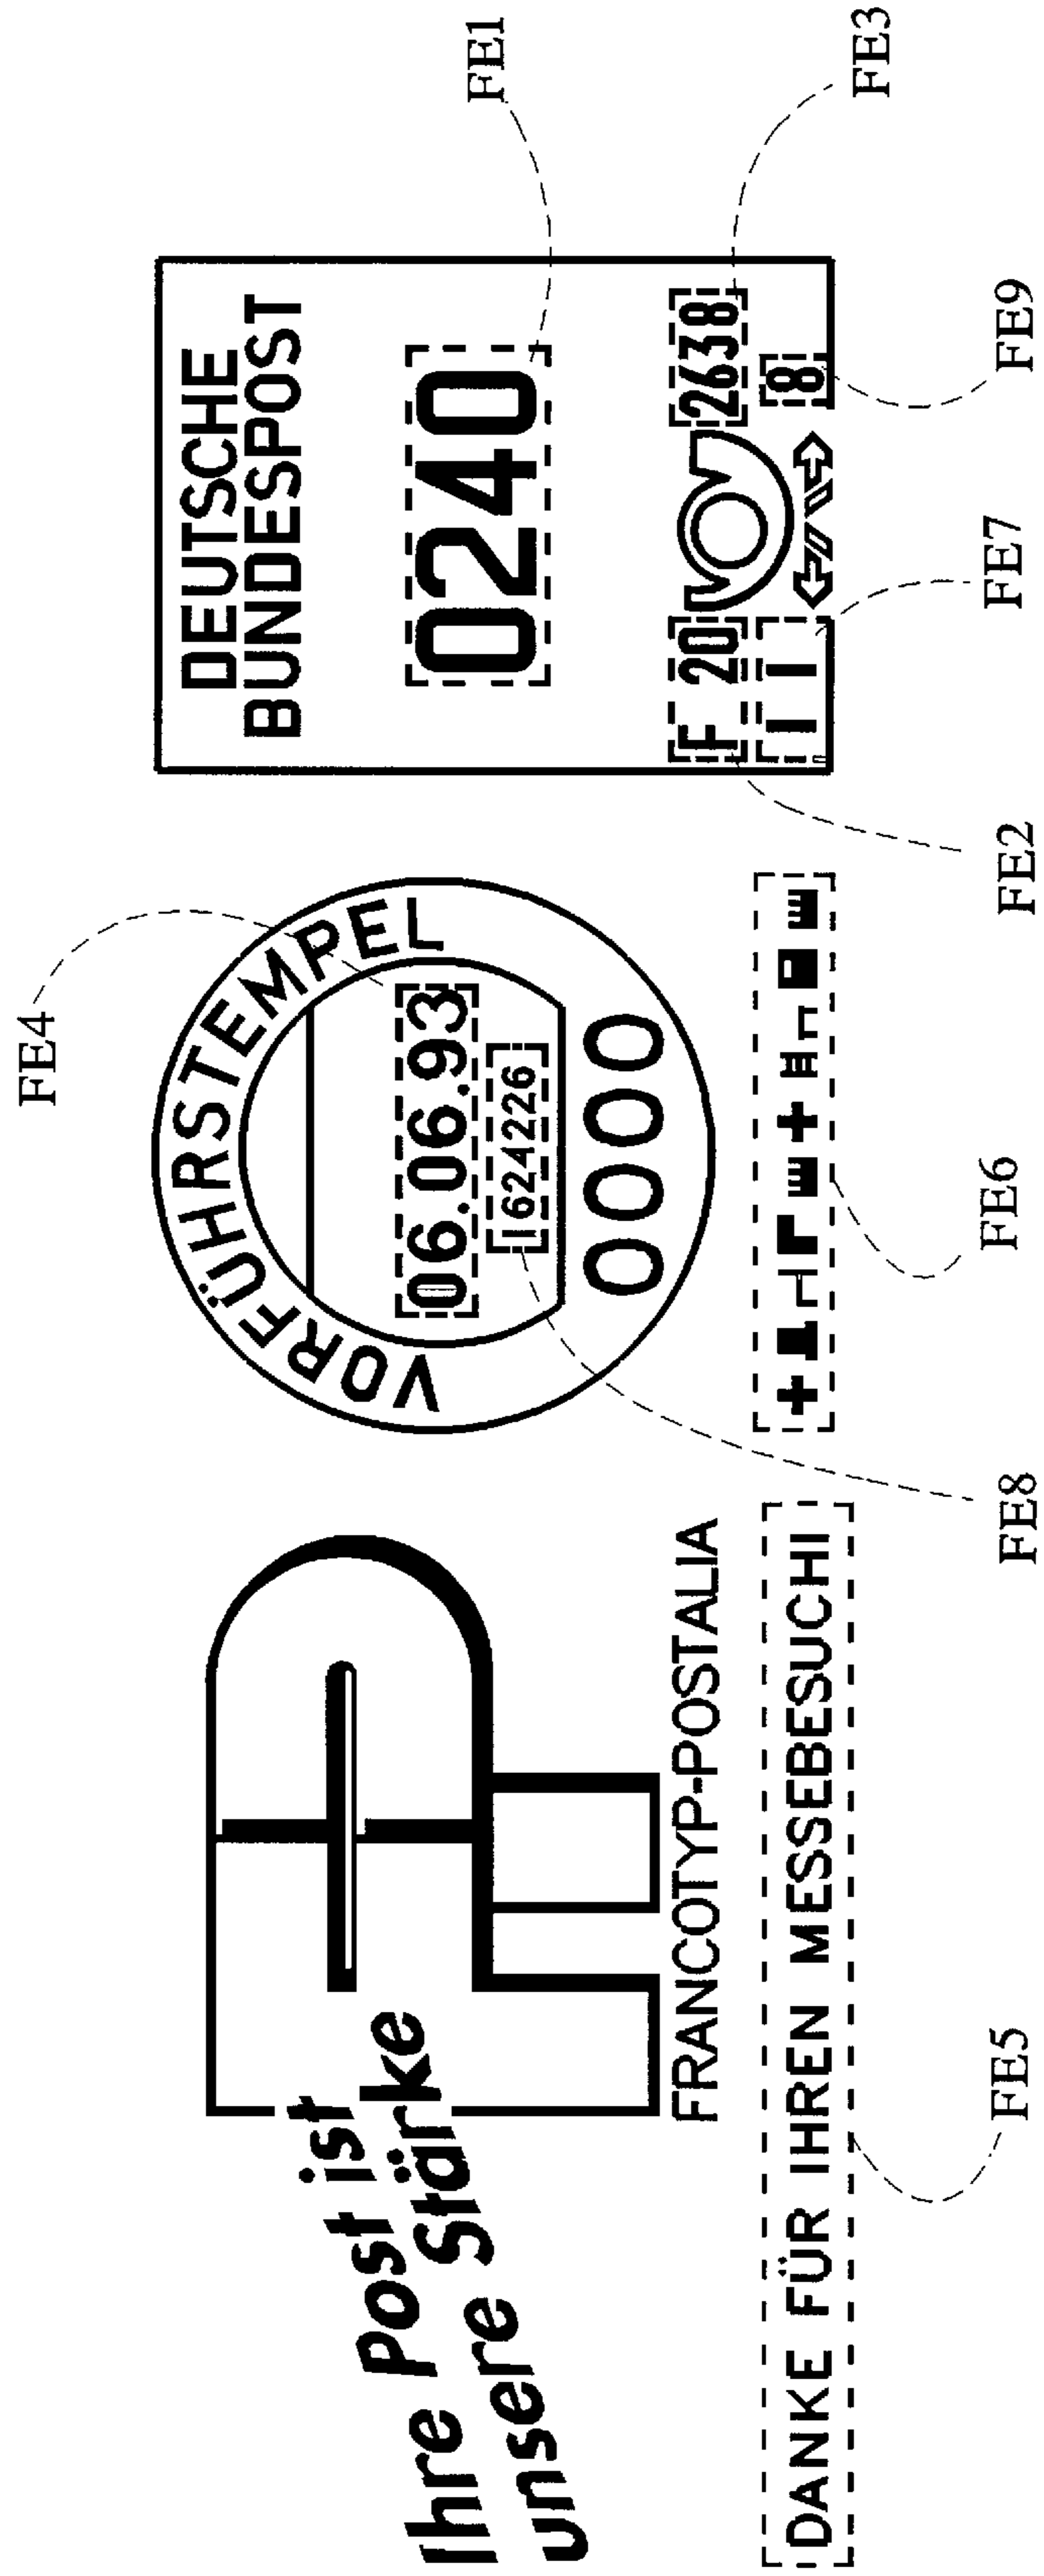 Ihre Post ist
unsere Stärke
FRANCOTYP-POSTALIA
DANKE FÜR IHREN MESSEBESUCH!
FE5
VORFÜHRSTEMPEL
06.06.93
1624226
0000
FE4
FE8
FE6
DEUTSCHE
BUNDESPOST
0240
F 20 2638
8
FE1
FE2
FE7
FE9
FE3